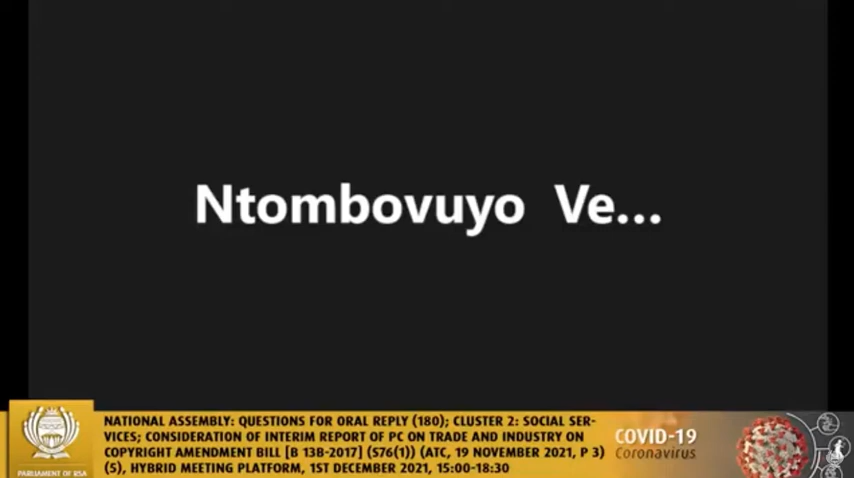 Ntombovuyo Ve...
NATIONAL ASSEMBLY: QUESTIONS FOR ORAL REPLY (180); CLUSTER 2: SOCIAL SER-
VICES; CONSIDERATION OF INTERIM REPORT OF PC ON TRADE AND INDUSTRY ON
COPYRIGHT AMENDMENT BILL [B 13B-2017] (S76(1)) (ATC, 19 NOVEMBER 2021, P 3)
(S), HYBRID MEETING PLATFORM, 1ST DECEMBER 2021, 15:00-18:30
PARLIAMENT OF RSA
COVID-19
Coronavirus